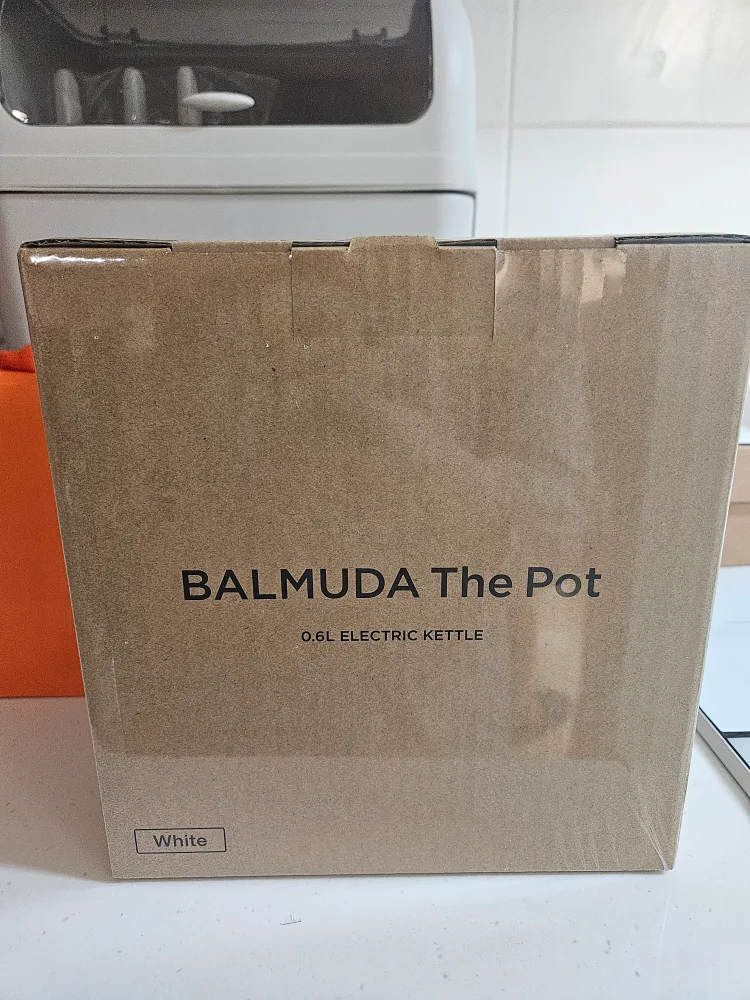 BALMUDA The Pot
0.6L ELECTRIC KETTLE
White